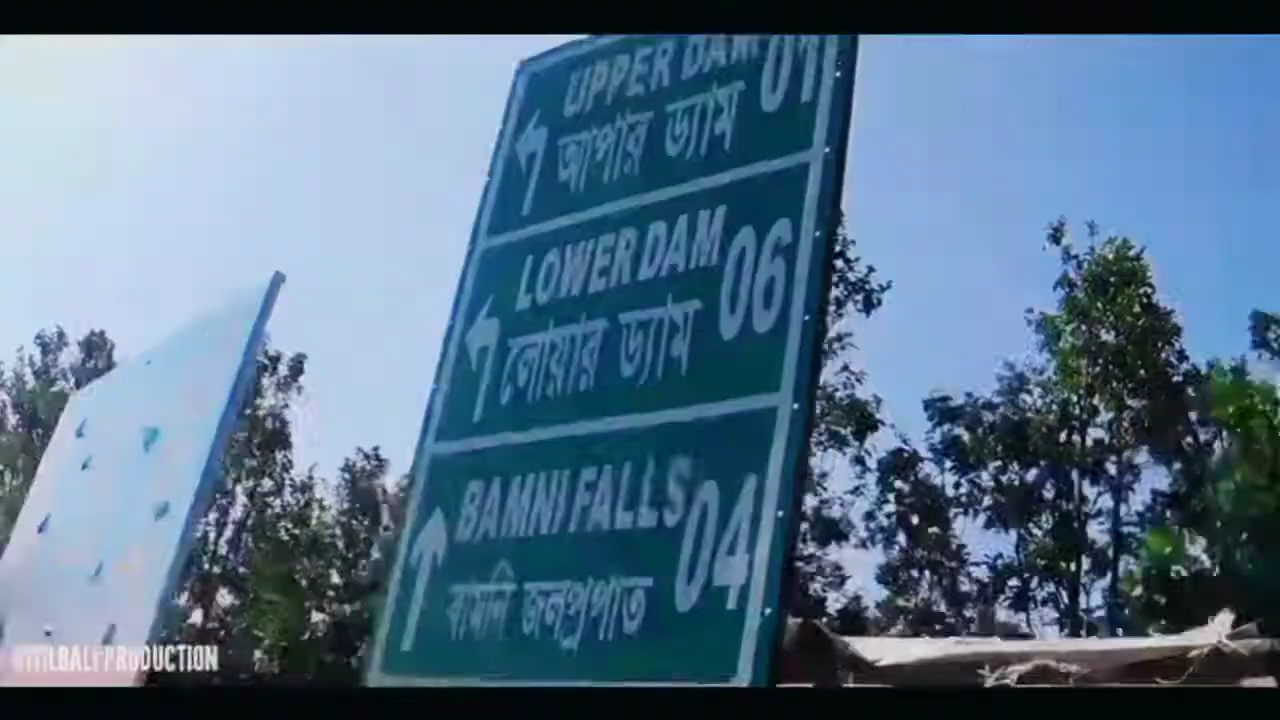 UPPER DAM 01
আপার ড্যাম
LOWER DAM 06
লোয়ার ড্যাম
BAMNI FALLS 04
বামনি জলপ্রপাত